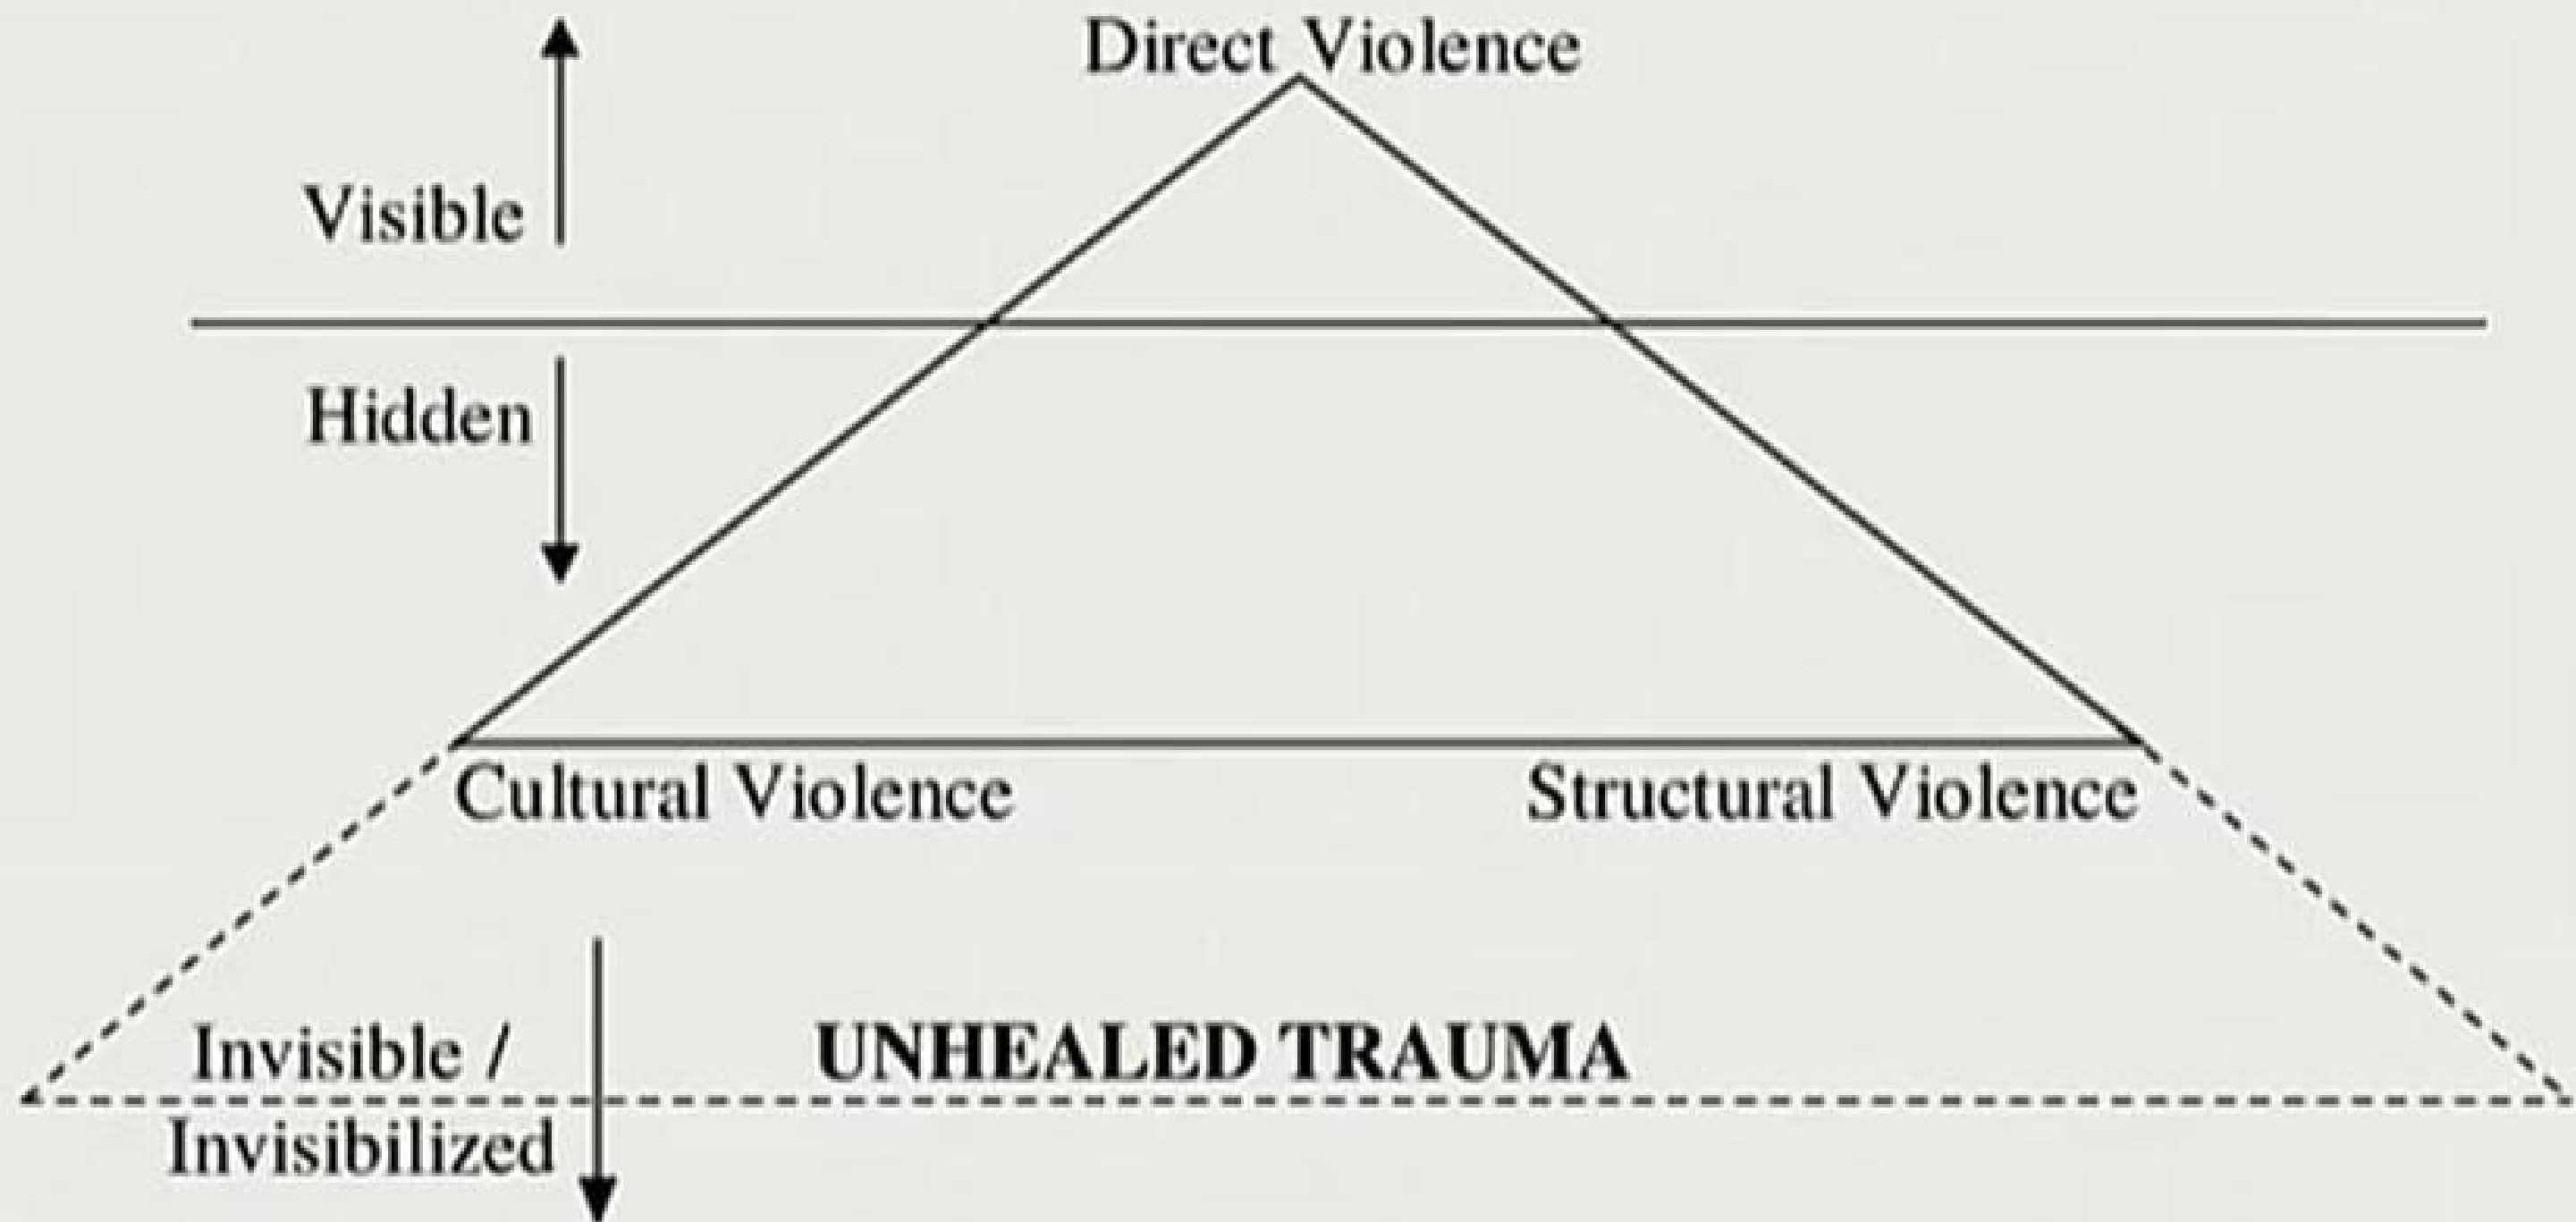 Direct Violence
Visible
Hidden
Cultural Violence
Structural Violence
Invisible /
UNHEALED TRAUMA
Invisibilized